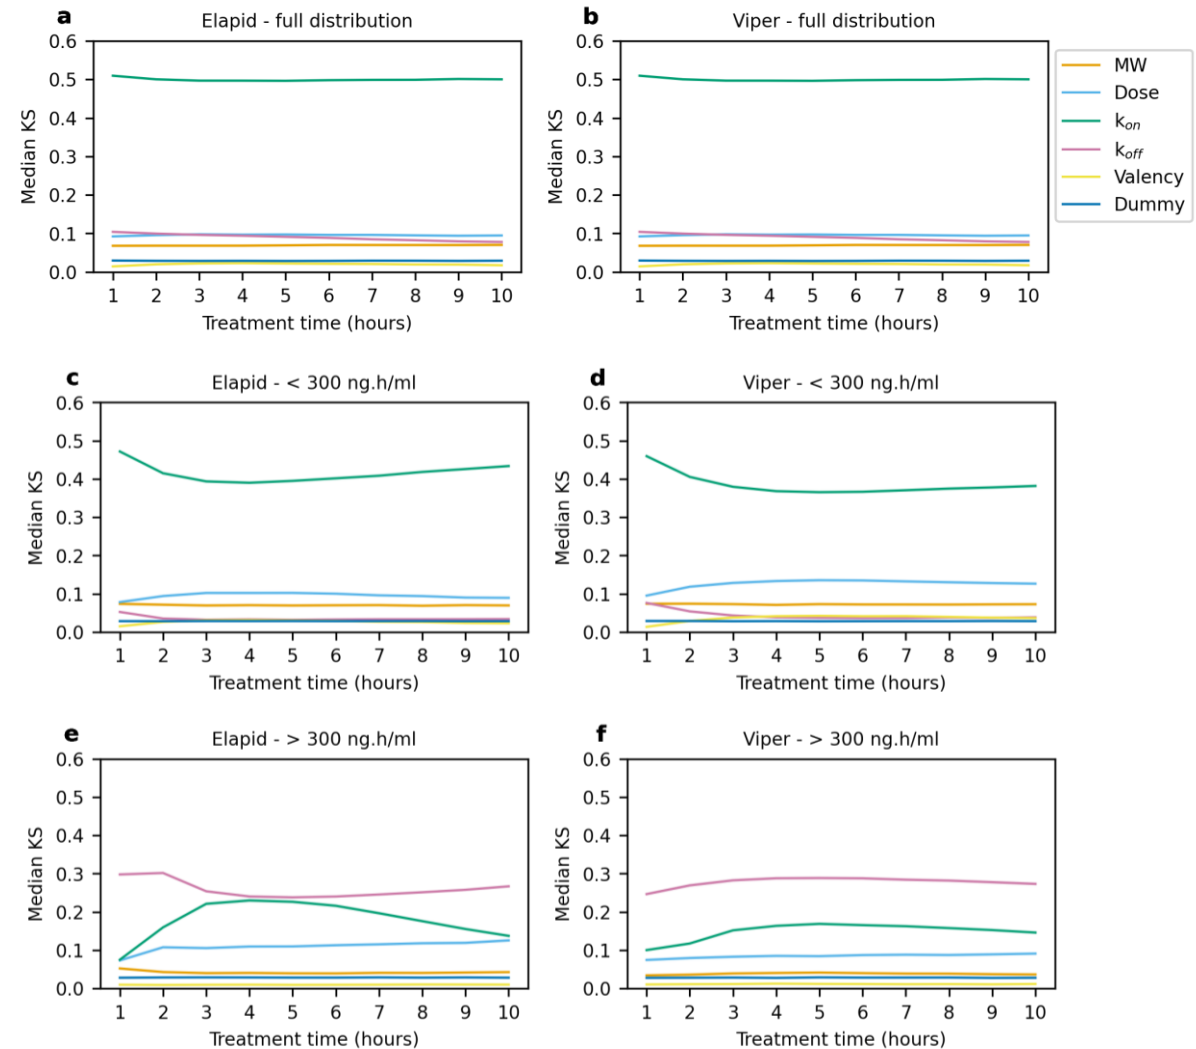 a Elapid - full distribution
0.6
0.5
0.4
0.3
0.2
0.1
0.0
Median KS
1 2 3 4 5 6 7 8 9 10
Treatment time (hours)
b Viper - full distribution
0.6
0.5
0.4
0.3
0.2
0.1
0.0
Median KS
1 2 3 4 5 6 7 8 9 10
Treatment time (hours)
MW
Dose
k_on
k_off
Valency
Dummy
c Elapid - < 300 ng.h/ml
0.6
0.5
0.4
0.3
0.2
0.1
0.0
Median KS
1 2 3 4 5 6 7 8 9 10
Treatment time (hours)
d Viper - < 300 ng.h/ml
0.6
0.5
0.4
0.3
0.2
0.1
0.0
Median KS
1 2 3 4 5 6 7 8 9 10
Treatment time (hours)
e Elapid - > 300 ng.h/ml
0.6
0.5
0.4
0.3
0.2
0.1
0.0
Median KS
1 2 3 4 5 6 7 8 9 10
Treatment time (hours)
f Viper - > 300 ng.h/ml
0.6
0.5
0.4
0.3
0.2
0.1
0.0
Median KS
1 2 3 4 5 6 7 8 9 10
Treatment time (hours)